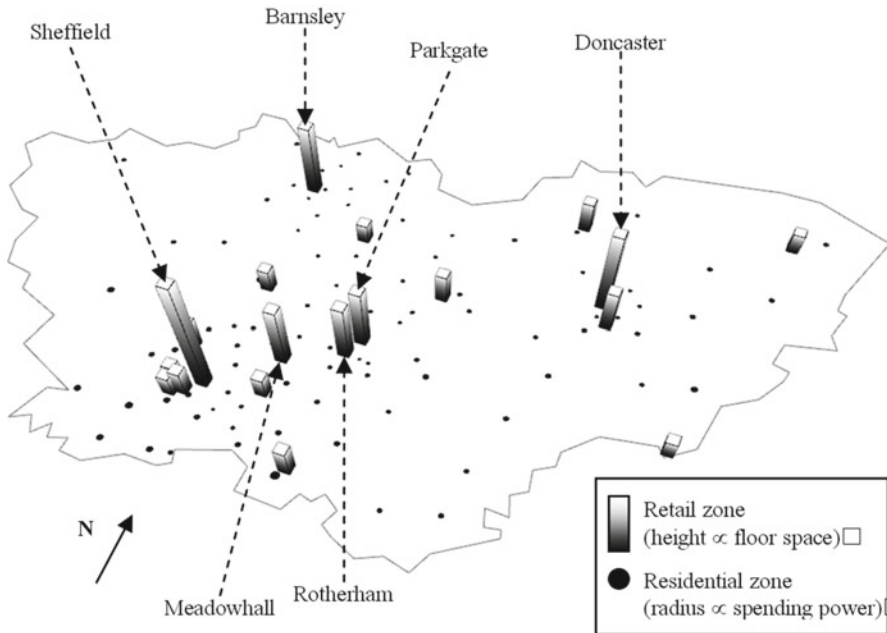 Barnsley
Sheffield
Parkgate
Doncaster
N
Meadowhall
Rotherham
Retail zone
(height ∝ floor space)
Residential zone
(radius ∝ spending power)